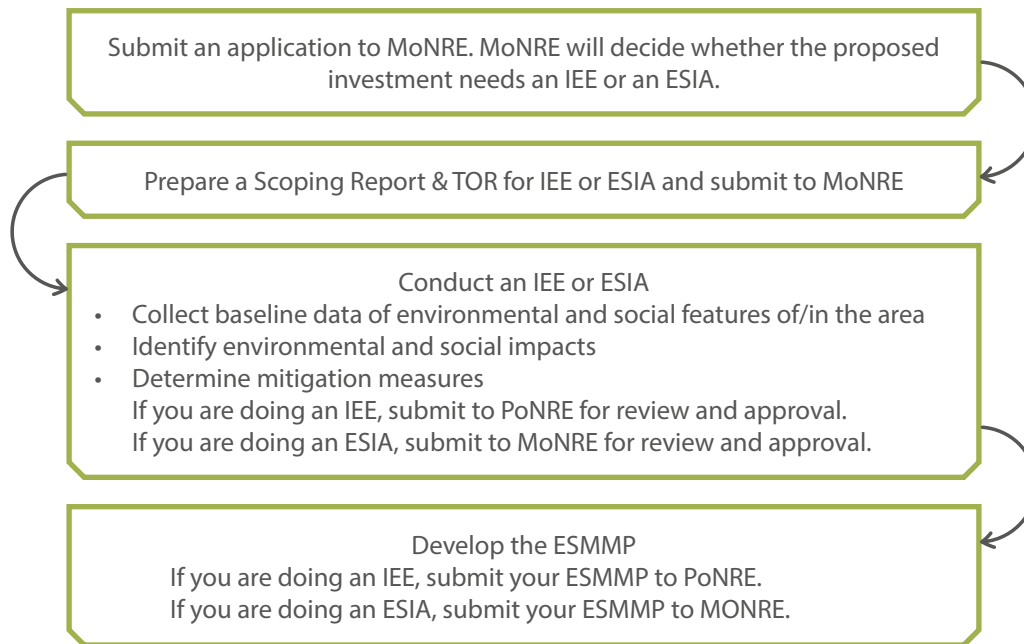 Submit an application to MoNRE. MoNRE will decide whether the proposed
investment needs an IEE or an ESIA.
Prepare a Scoping Report & TOR for IEE or ESIA and submit to MoNRE
Conduct an IEE or ESIA
• Collect baseline data of environmental and social features of/in the area
• Identify environmental and social impacts
• Determine mitigation measures
If you are doing an IEE, submit to PoNRE for review and approval.
If you are doing an ESIA, submit to MoNRE for review and approval.
Develop the ESMMP
If you are doing an IEE, submit your ESMMP to PoNRE.
If you are doing an ESIA, submit your ESMMP to MONRE.